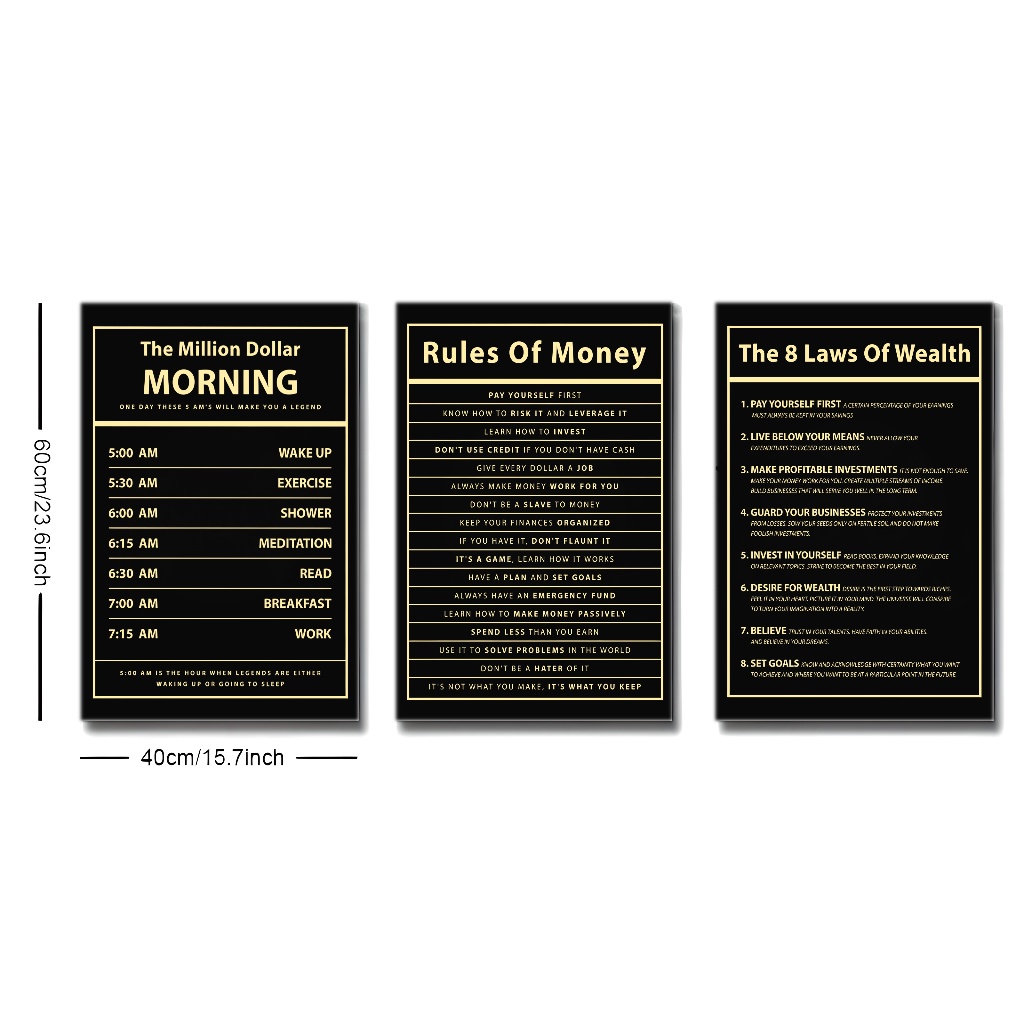 60cm/23.6inch
The Million Dollar
MORNING
ONE DAY THESE 5 AM'S WILL MAKE YOU A LEGEND
5:00 AM WAKE UP
5:30 AM EXERCISE
6:00 AM SHOWER
6:15 AM MEDITATION
6:30 AM READ
7:00 AM BREAKFAST
7:15 AM WORK
5:00 AM IS THE HOUR WHEN LEGENDS ARE EITHER
WAKING UP OR GOING TO SLEEP
40cm/15.7inch
Rules Of Money
PAY YOURSELF FIRST
KNOW HOW TO RISK IT AND LEVERAGE IT
LEARN HOW TO INVEST
DON'T USE CREDIT IF YOU DON'T HAVE CASH
GIVE EVERY DOLLAR A JOB
ALWAYS MAKE MONEY WORK FOR YOU
DON'T BE A SLAVE TO MONEY
KEEP YOUR FINANCES ORGANIZED
IF YOU HAVE IT, DON'T FLAUNT IT
IT'S A GAME, LEARN HOW IT WORKS
HAVE A PLAN AND SET GOALS
ALWAYS HAVE AN EMERGENCY FUND
LEARN HOW TO MAKE MONEY PASSIVELY
SPEND LESS THAN YOU EARN
USE IT TO SOLVE PROBLEMS IN THE WORLD
DON'T BE A HATER OF IT
IT'S NOT WHAT YOU MAKE, IT'S WHAT YOU KEEP
The 8 Laws Of Wealth
1. PAY YOURSELF FIRST A CERTAIN PERCENTAGE OF YOUR EARNINGS
MUST ALWAYS BE KEPT IN YOUR SAVINGS
2. LIVE BELOW YOUR MEANS NEVER ALLOW YOUR
EXPENDITURES TO EXCEED YOUR EARNINGS
3. MAKE PROFITABLE INVESTMENTS IT IS NOT ENOUGH TO SAVE,
MAKE YOUR MONEY WORK FOR YOU, CREATE MULTIPLE STREAMS OF INCOME
BUILD BUSINESSES THAT WILL SERVE YOU WELL IN THE LONG TERM.
4. GUARD YOUR BUSINESSES PROTECT YOUR INVESTMENTS
FROM LOSSES. SOW YOUR SEEDS ONLY ON FERTILE SOIL AND DO NOT MAKE
FOOLISH INVESTMENTS.
5. INVEST IN YOURSELF READ BOOKS, EXPAND YOUR KNOWLEDGE
ON RELEVANT TOPICS. STRIVE TO BECOME THE BEST IN YOUR FIELD.
6. DESIRE FOR WEALTH DESIRE IS THE FIRST STEP TOWARDS RICHES.
FEEL IT IN YOUR HEART, PICTURE IT IN YOUR MIND. THE UNIVERSE WILL CONSPIRE
TO TURN YOUR IMAGINATION INTO A REALITY.
7. BELIEVE TRUST IN YOUR TALENTS. HAVE FAITH IN YOUR ABILITIES.
AND BELIEVE IN YOUR DREAMS.
8. SET GOALS KNOW AND ACKNOWLEDGE WITH CERTAINTY WHAT YOU WANT
TO ACHIEVE AND WHERE YOU WANT TO BE AT A PARTICULAR POINT IN THE FUTURE